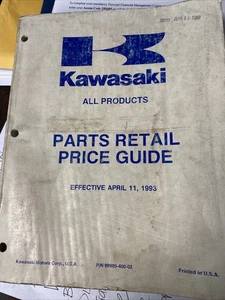 Kawasaki
ALL PRODUCTS
PARTS RETAIL
PRICE GUIDE
EFFECTIVE APRIL 11, 1993
Kawasaki Motors Corp., U.S.A.
P/N
Printed in U.S.A.